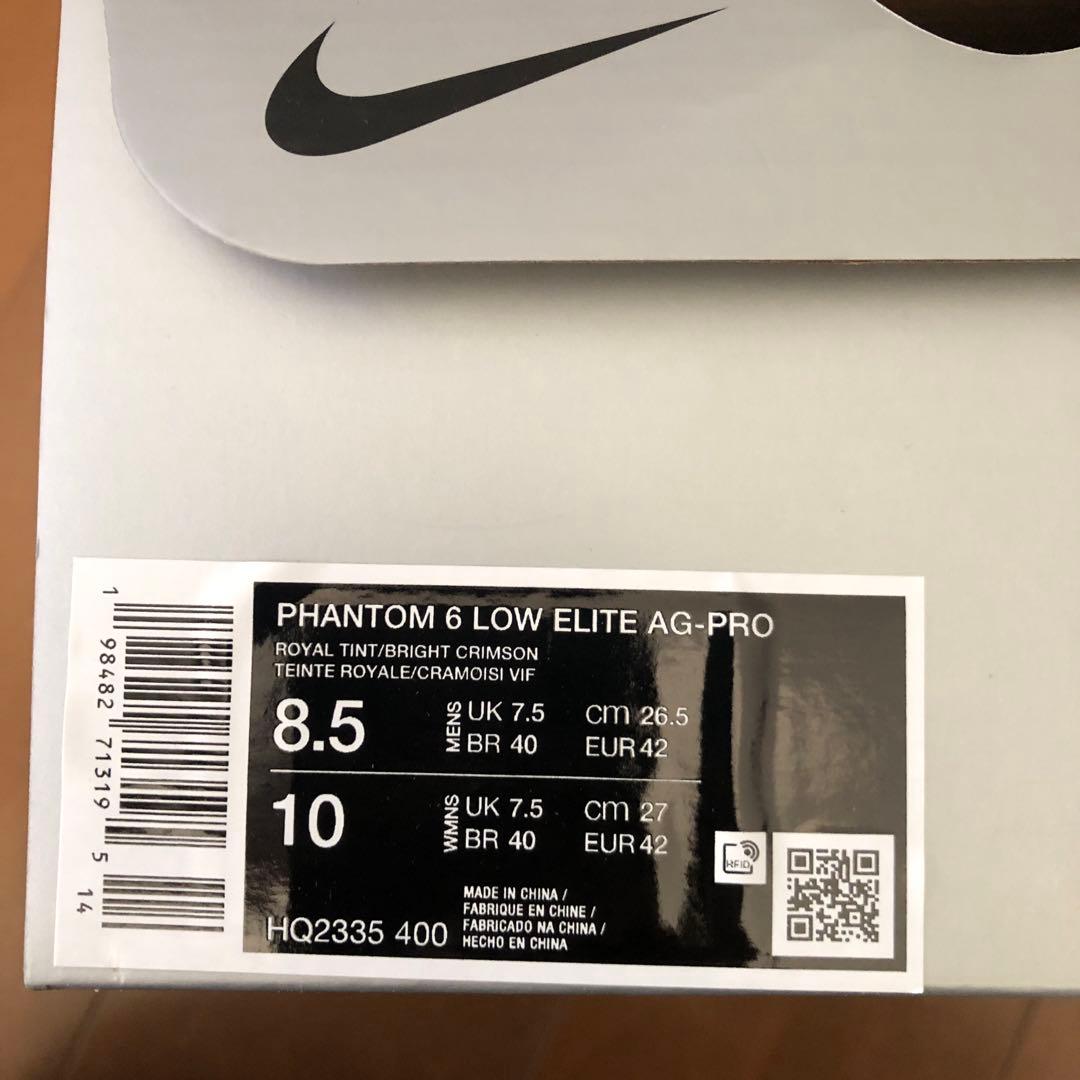 PHANTOM 6 LOW ELITE AG-PRO
ROYAL TINT/BRIGHT CRIMSON
TEINTE ROYALE/CRAMOISI VIF
8.5 MENS UK 7.5 cm 26.5
BR 40 EUR 42
10 WMNS UK 7.5 cm 27
BR 40 EUR 42
HQ2335 400
MADE IN CHINA /
FABRIQUE EN CHINE /
FABRICADO NA CHINA /
HECHO EN CHINA
RFID
1 98482 71319 5 14